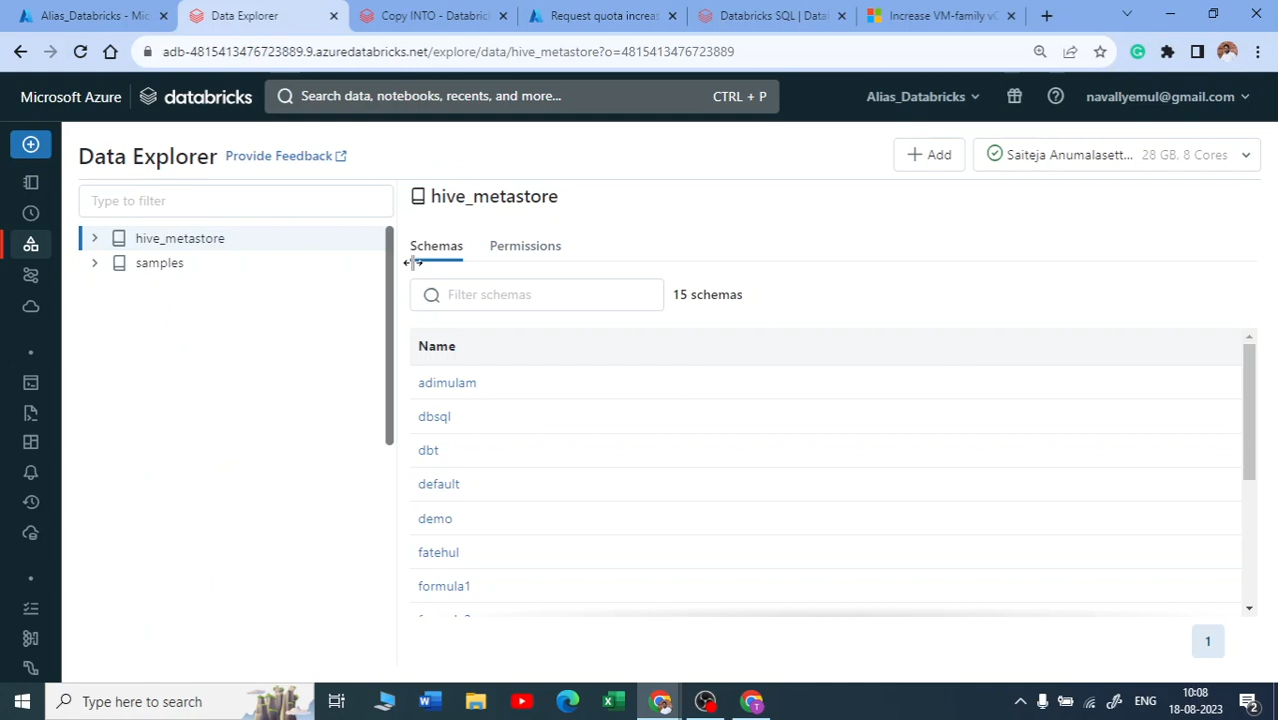 Alias_Databricks - Mic
Data Explorer
Copy INTO - Databric
Request quota increas
Databricks SQL | Data
Increase VM-family vC
adb-4815413476723889.9.azuredatabricks.net/explore/data/hive_metastore?o=4815413476723889
Microsoft Azure databricks Search data, notebooks, recents, and more... CTRL + P Alias_Databricks navallyemul@gmail.com
Data Explorer Provide Feedback Add Saiteja Anumalasett... 28 GB, 8 Cores
Type to filter
hive_metastore
samples
hive_metastore
Schemas Permissions
Filter schemas 15 schemas
Name
adimulam
dbsql
dbt
default
demo
fatehul
formula1
1
Type here to search
ENG
10:08
18-08-2023
2